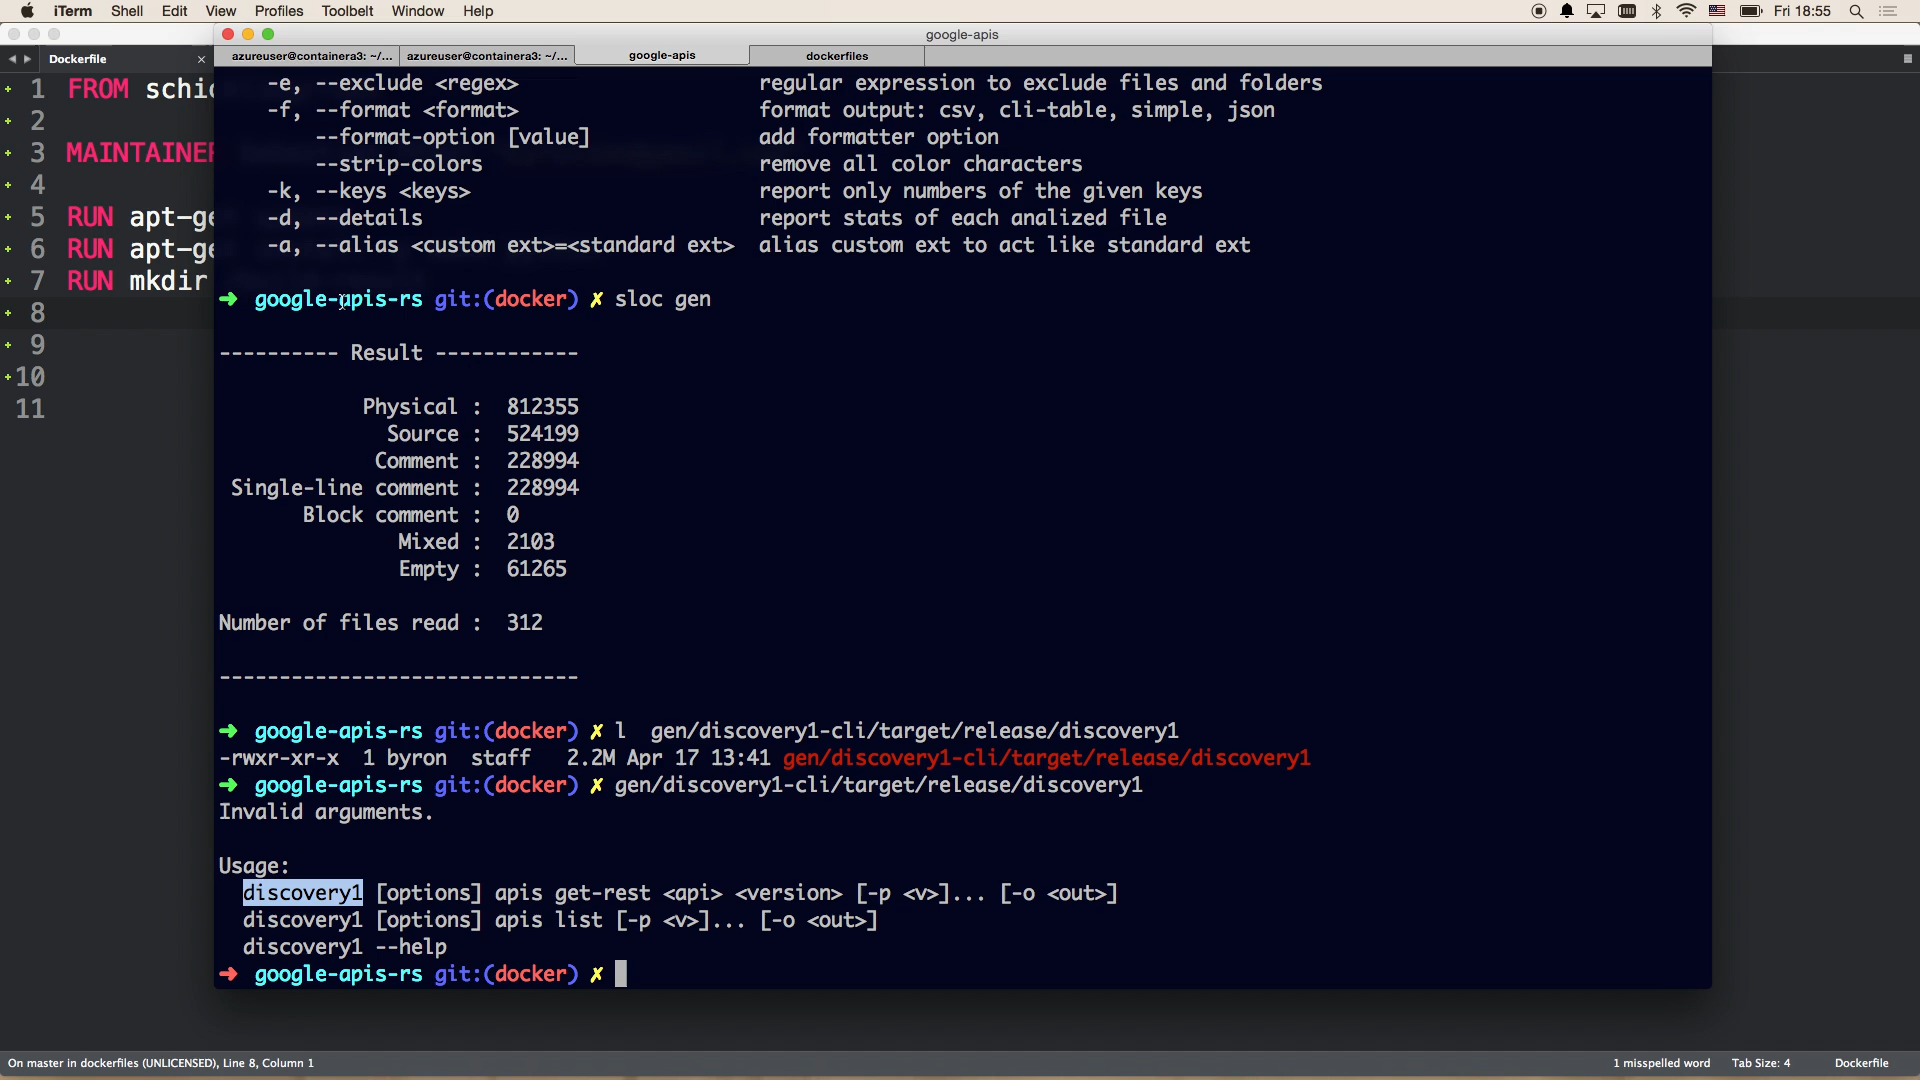 iTerm Shell Edit View Profiles Toolbelt Window Help Fri 18:55
google-apis
Dockerfile
azureuser@containera3: ~/... azureuser@containera3: ~/... google-apis dockerfiles
1 FROM schi
2
3 MAINTAINER
4
5 RUN apt-ge
6 RUN apt-ge
7 RUN mkdir
8
9
10
11
-e, --exclude <regex> regular expression to exclude files and folders
-f, --format <format> format output: csv, cli-table, simple, json
--format-option [value] add formatter option
--strip-colors remove all color characters
-k, --keys <keys> report only numbers of the given keys
-d, --details report stats of each analized file
-a, --alias <custom ext>=<standard ext> alias custom ext to act like standard ext
➜ google-apis-rs git:(docker) ✗ sloc gen
---------- Result ------------
Physical : 812355
Source : 524199
Comment : 228994
Single-line comment : 228994
Block comment : 0
Mixed : 2103
Empty : 61265
Number of files read : 312
------------------------------
➜ google-apis-rs git:(docker) ✗ l gen/discovery1-cli/target/release/discovery1
-rwxr-xr-x 1 byron staff 2.2M Apr 17 13:41 gen/discovery1-cli/target/release/discovery1
➜ google-apis-rs git:(docker) ✗ gen/discovery1-cli/target/release/discovery1
Invalid arguments.
Usage:
discovery1 [options] apis get-rest <api> <version> [-p <v>]... [-o <out>]
discovery1 [options] apis list [-p <v>]... [-o <out>]
discovery1 --help
➜ google-apis-rs git:(docker) ✗
On master in dockerfiles (UNLICENSED), Line 8, Column 1 1 misspelled word Tab Size: 4 Dockerfile